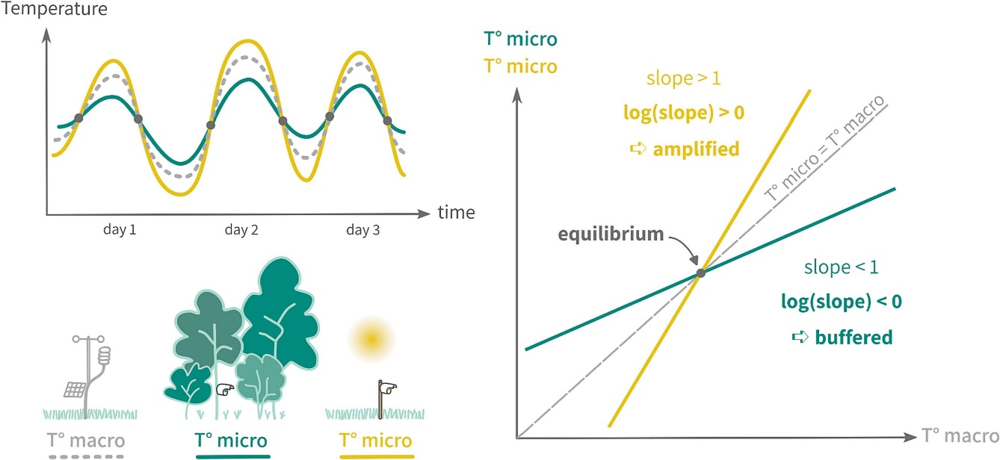 Temperature
time
day 1
day 2
day 3
T° macro
T° micro
T° micro
T° micro
T° micro
slope > 1
log(slope) > 0
➪ amplified
T° micro = T° macro
equilibrium
slope < 1
log(slope) < 0
➪ buffered
T° macro